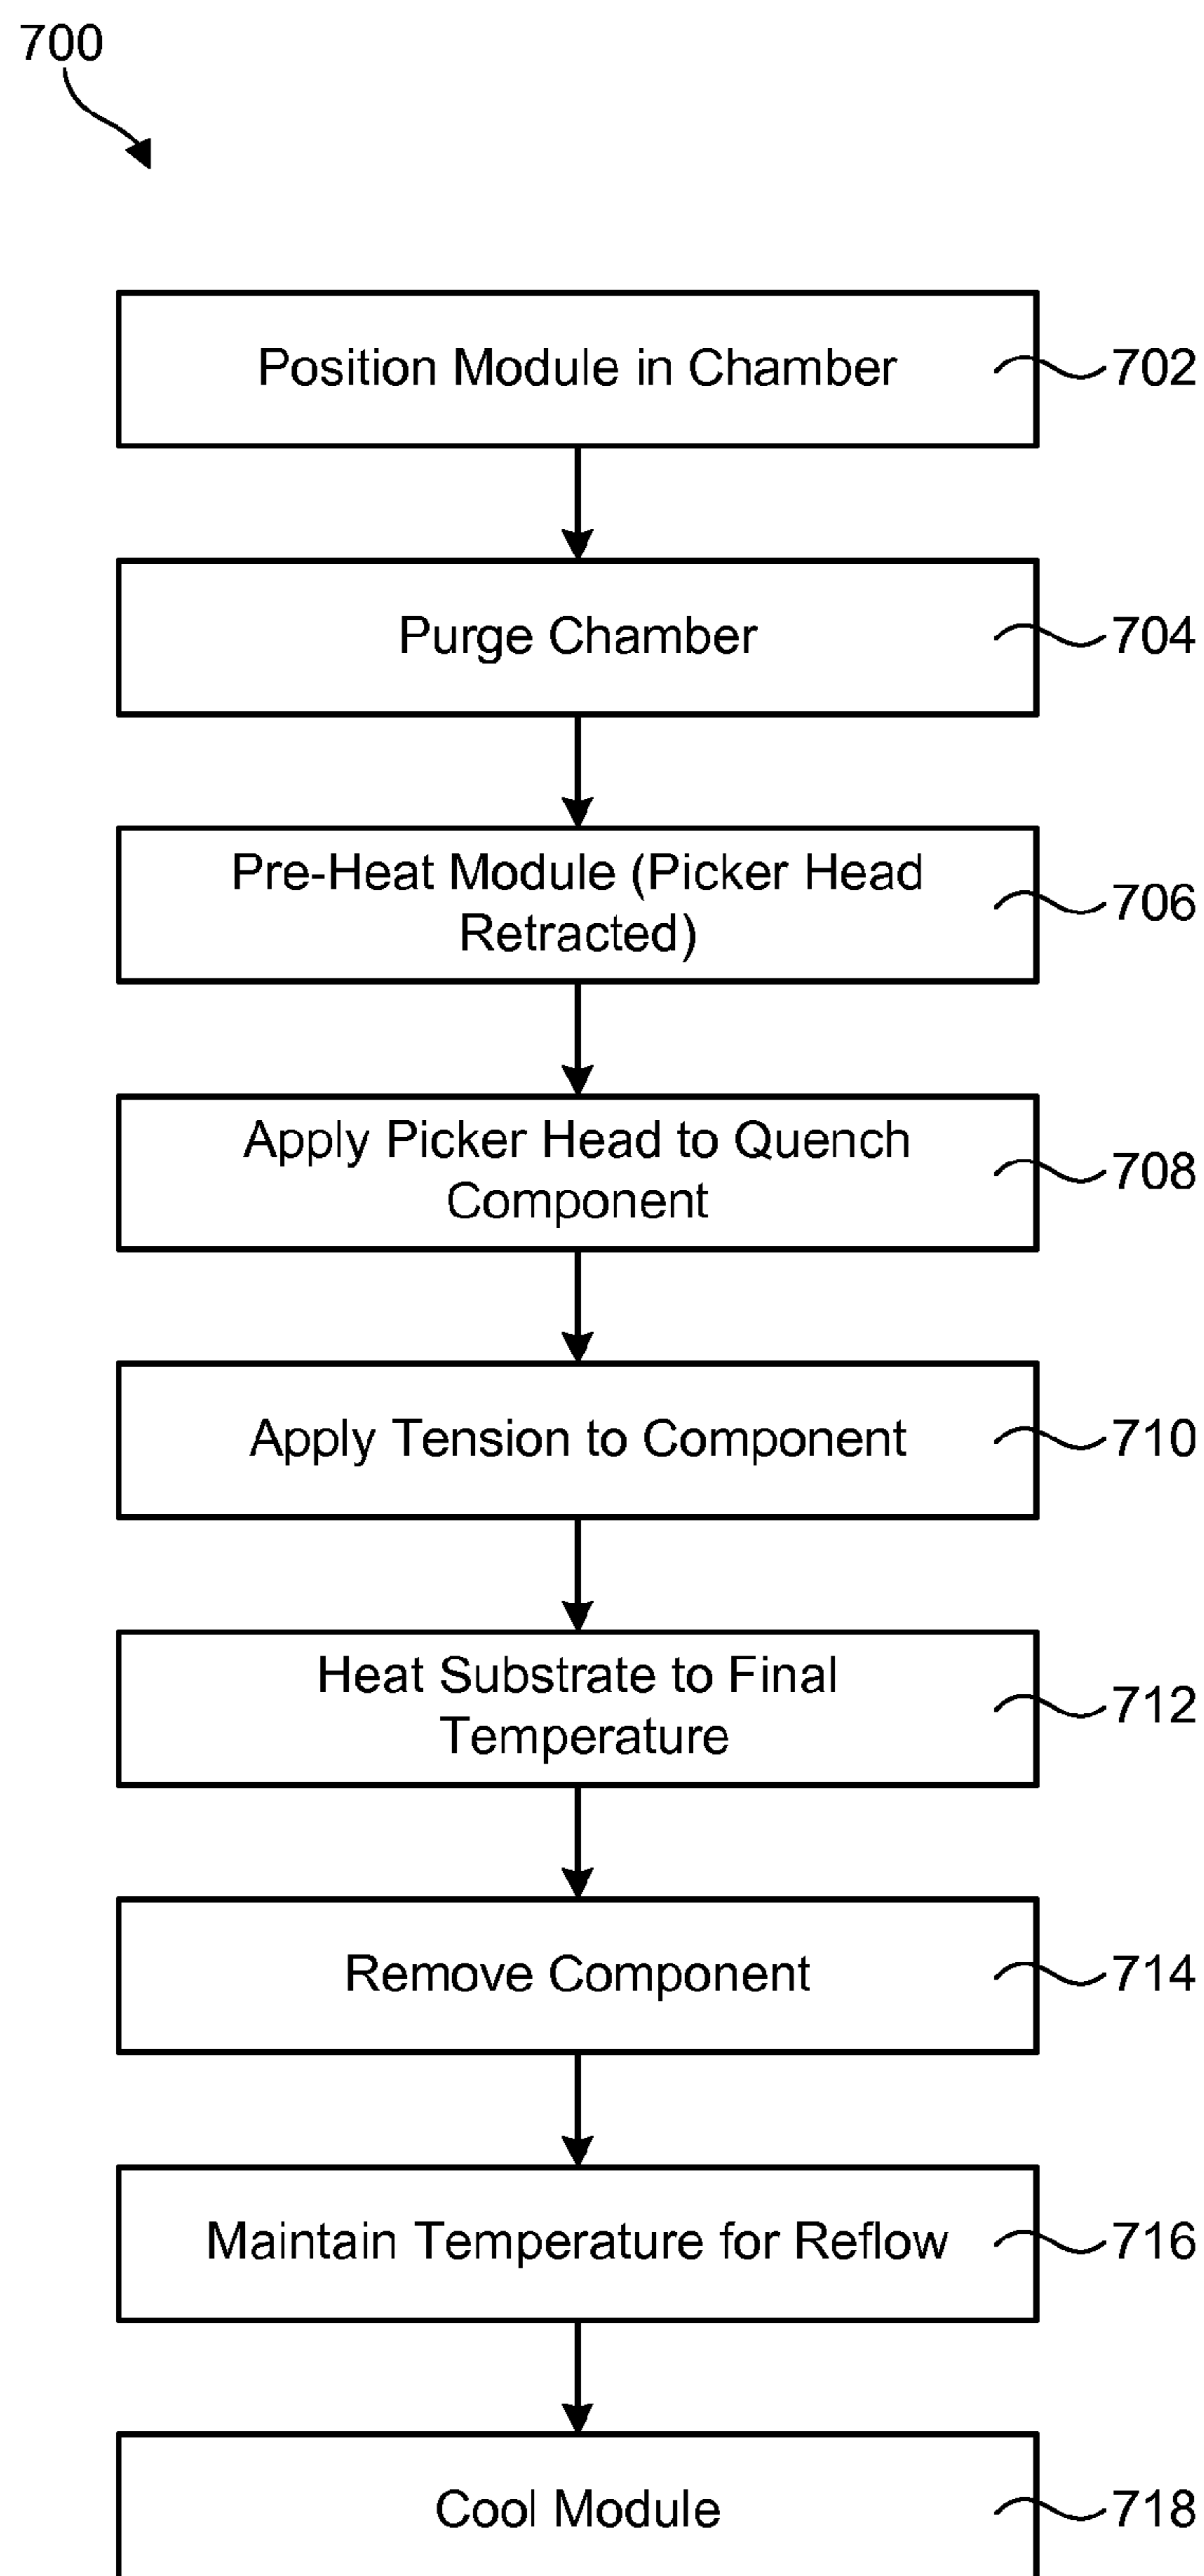 700
Position Module in Chamber
702
Purge Chamber
704
Pre-Heat Module (Picker Head
Retracted)
706
Apply Picker Head to Quench
Component
708
Apply Tension to Component
710
Heat Substrate to Final
Temperature
712
Remove Component
714
Maintain Temperature for Reflow
716
Cool Module
718